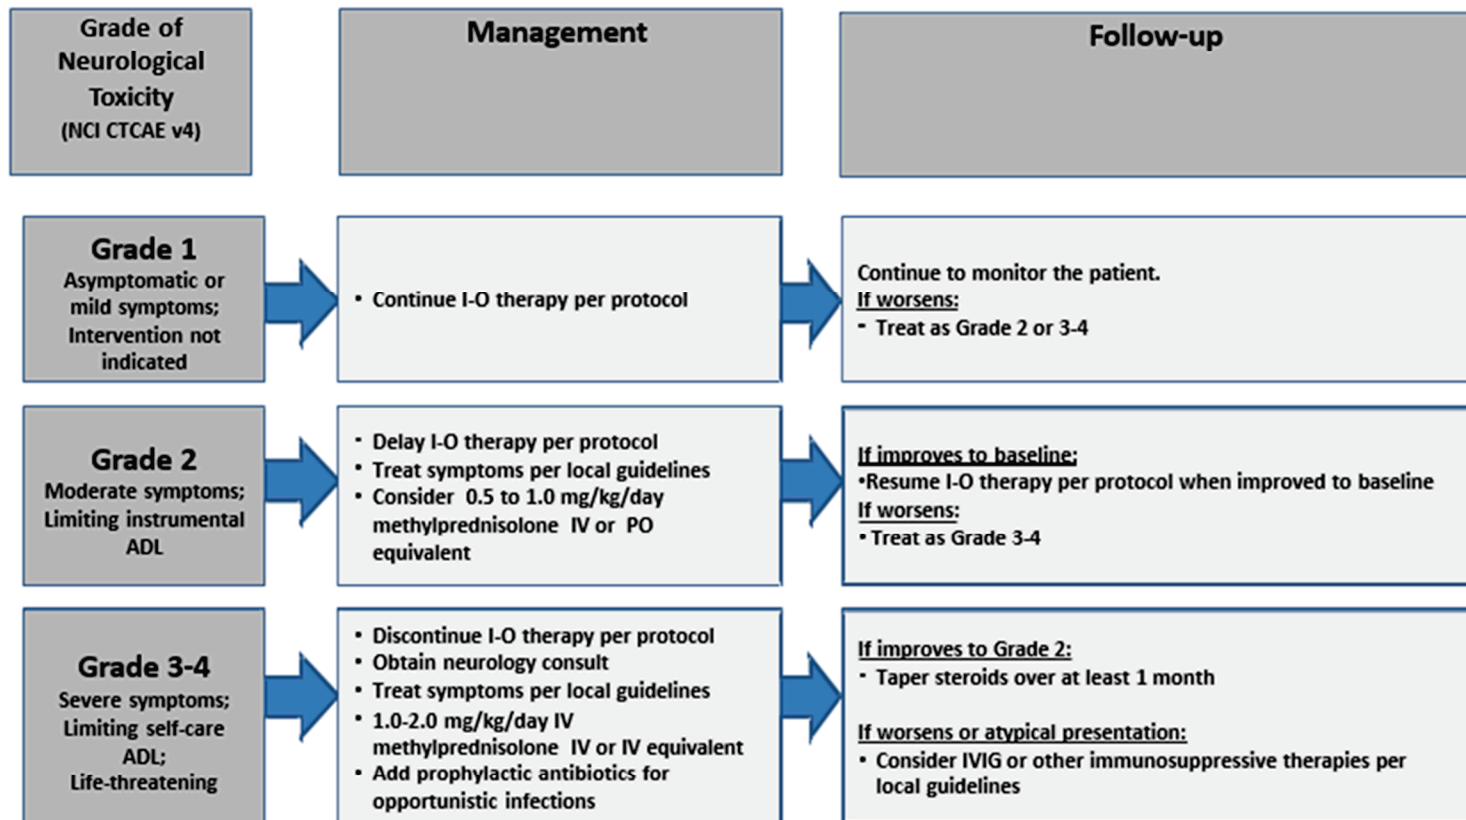 Grade of
Neurological
Toxicity
(NCI CTCAE v4)
Management
Follow-up
Grade 1
Asymptomatic or
mild symptoms;
Intervention not
indicated
• Continue I-O therapy per protocol
Continue to monitor the patient.
If worsens:
- Treat as Grade 2 or 3-4
Grade 2
Moderate symptoms;
Limiting instrumental
ADL
• Delay I-O therapy per protocol
• Treat symptoms per local guidelines
• Consider 0.5 to 1.0 mg/kg/day
methylprednisolone IV or PO
equivalent
If improves to baseline:
•Resume I-O therapy per protocol when improved to baseline
If worsens:
• Treat as Grade 3-4
Grade 3-4
Severe symptoms;
Limiting self-care
ADL;
Life-threatening
• Discontinue I-O therapy per protocol
• Obtain neurology consult
• Treat symptoms per local guidelines
• 1.0-2.0 mg/kg/day IV
methylprednisolone IV or IV equivalent
• Add prophylactic antibiotics for
opportunistic infections
If improves to Grade 2:
• Taper steroids over at least 1 month
If worsens or atypical presentation:
• Consider IVIG or other immunosuppressive therapies per
local guidelines